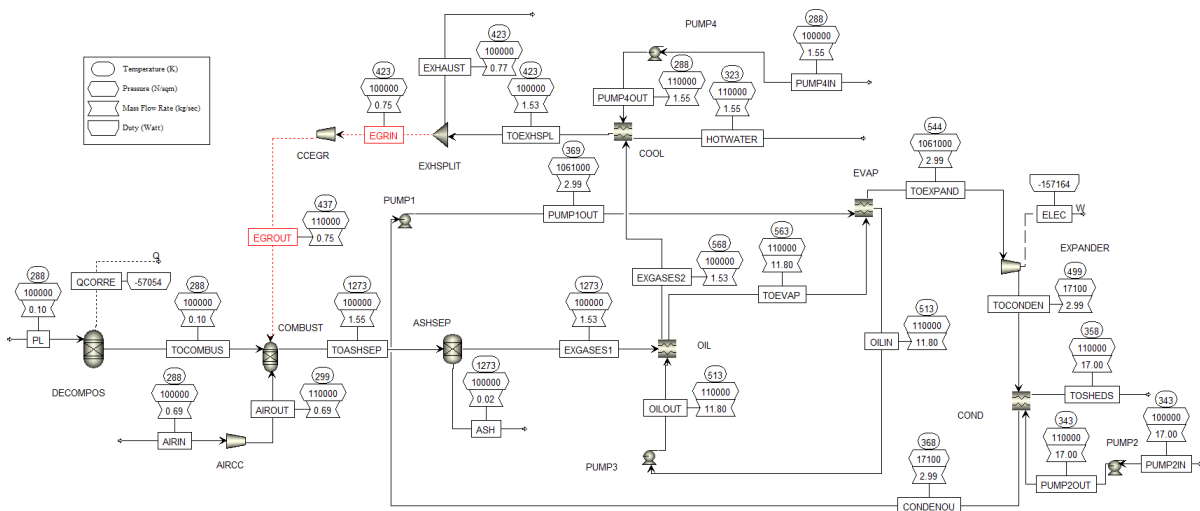 Temperature (K)
Pressure (N/sqm)
Mass Flow Rate (kg/sec)
Duty (Watt)
423
100000
0.77
EXHAUST
423
100000
0.75
EGRIN
CCEGR
EXHSPLIT
423
100000
1.53
TOEXHSPL
PUMP4
288
110000
1.55
PUMP4OUT
288
100000
1.55
PUMP4IN
323
110000
1.55
HOTWATER
COOL
437
110000
0.75
EGROUT
PUMP1
369
1061000
2.99
PUMP1OUT
EVAP
544
1061000
2.99
TOEXPAND
-157164
ELEC
W
EXPANDER
499
17100
2.99
TOCONDEN
288
100000
0.10
PL
DECOMPOS
Q
QCORRE
-57054
288
100000
0.10
TOCOMBUS
COMBUST
1273
100000
1.55
TOASHSEP
ASHSEP
1273
100000
1.53
EXGASES1
568
100000
1.53
EXGASES2
563
110000
11.80
TOEVAP
OIL
513
110000
11.80
OILIN
288
100000
0.69
AIRIN
AIRCC
299
110000
0.69
AIROUT
1273
100000
0.02
ASH
513
110000
11.80
OILOUT
PUMP3
358
110000
17.00
TOSHEDS
COND
368
17100
2.99
CONDENOU
343
110000
17.00
PUMP2OUT
PUMP2
343
100000
17.00
PUMP2IN